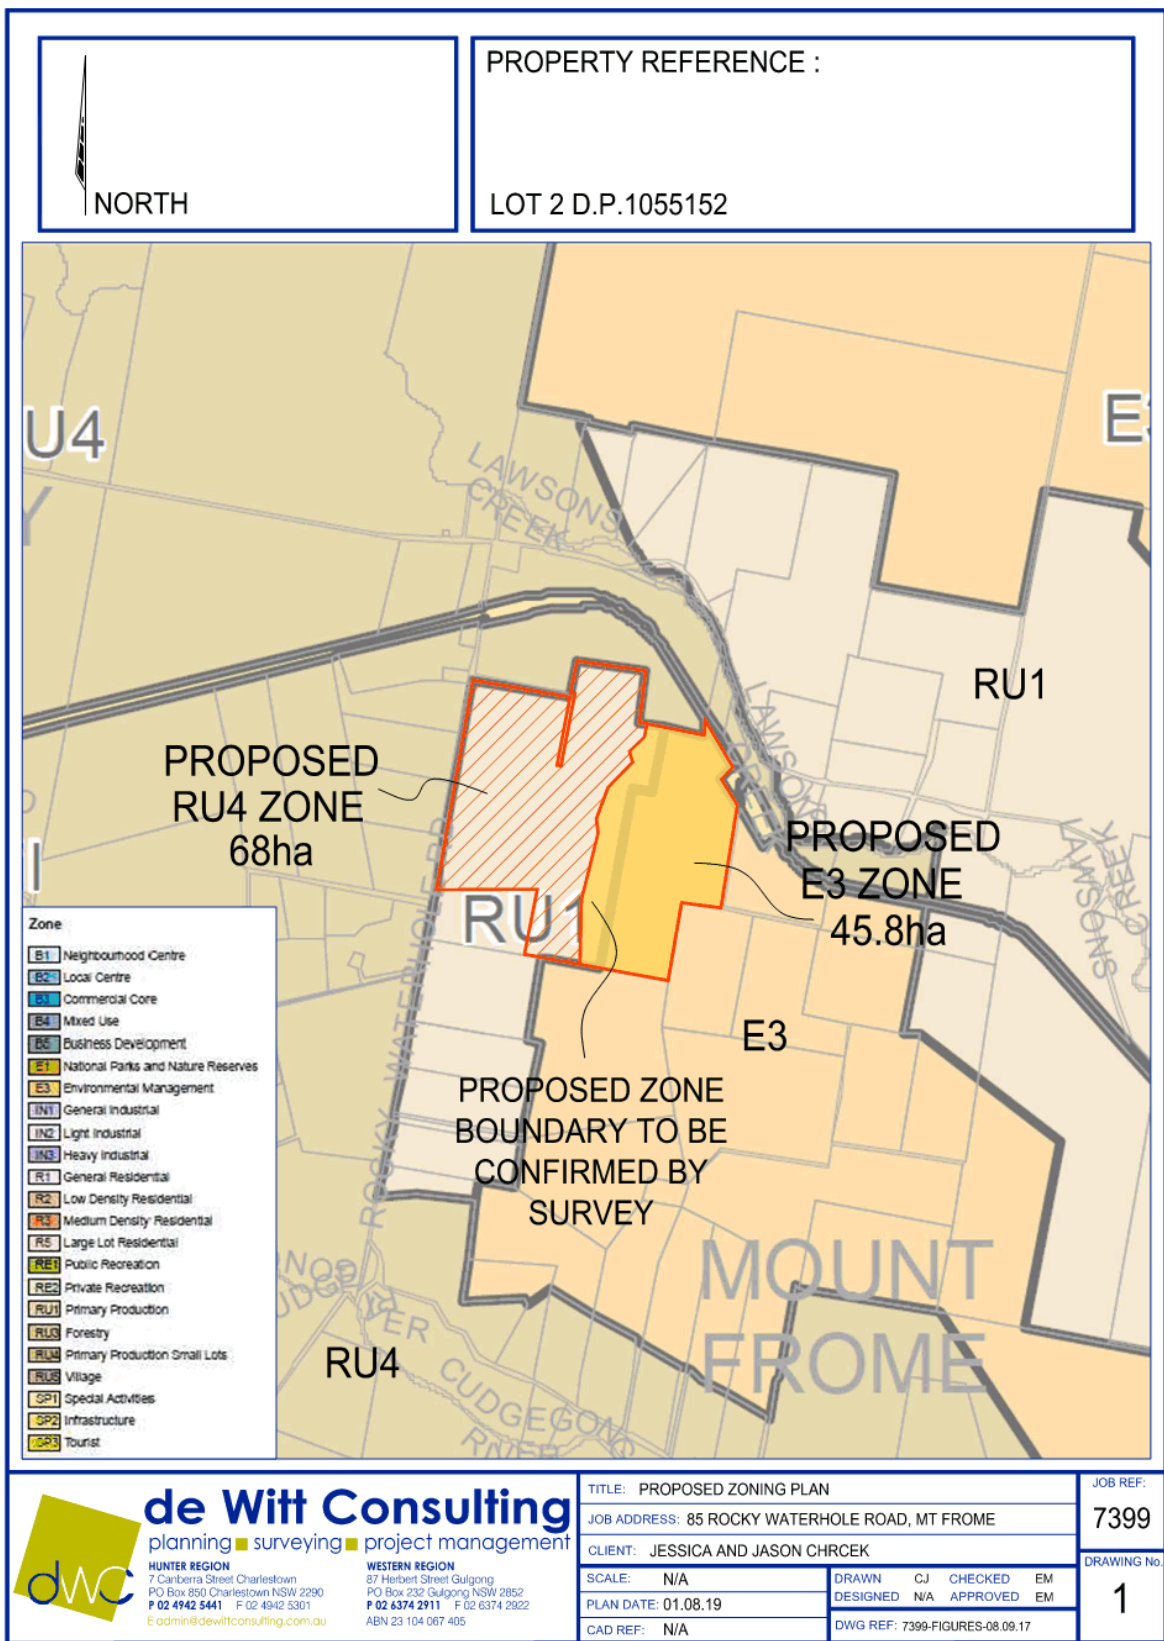 NORTH
PROPERTY REFERENCE :
LOT 2 D.P.1055152
U4
E3
Y
LAWSONS
CREEK
RU1
PROPOSED
RU4 ZONE
68ha
LAWSONS
CREEK
PROPOSED
E3 ZONE
45.8ha
LAWSONS
CREEK
RU1
ROCKY WATERHOLE RD
E3
PROPOSED ZONE
BOUNDARY TO BE
CONFIRMED BY
SURVEY
MOUNT
FROME
RU4
CUDGEGONG
RIVER
Zone
B1 Neighbourhood Centre
B2 Local Centre
B3 Commercial Core
B4 Mixed Use
B5 Business Development
E1 National Parks and Nature Reserves
E3 Environmental Management
IN1 General Industrial
IN2 Light Industrial
IN3 Heavy Industrial
R1 General Residential
R2 Low Density Residential
R3 Medium Density Residential
R5 Large Lot Residential
RE1 Public Recreation
RE2 Private Recreation
RU1 Primary Production
RU3 Forestry
RU4 Primary Production Small Lots
RU5 Village
SP1 Special Activities
SP2 Infrastructure
SP3 Tourist
dwc
de Witt Consulting
planning surveying project management
HUNTER REGION
7 Canberra Street Charlestown
PO Box 850 Charlestown NSW 2290
P 02 4942 5441 F 02 4942 5301
E admin@dewittconsulting.com.au
WESTERN REGION
87 Herbert Street Gulgong
PO Box 232 Gulgong NSW 2852
P 02 6374 2911 F 02 6374 2922
ABN 23 104 067 405
TITLE: PROPOSED ZONING PLAN
JOB ADDRESS: 85 ROCKY WATERHOLE ROAD, MT FROME
CLIENT: JESSICA AND JASON CHRCEK
SCALE: N/A
PLAN DATE: 01.08.19
CAD REF: N/A
DRAWN CJ CHECKED EM
DESIGNED N/A APPROVED EM
DWG REF: 7399-FIGURES-08.09.17
JOB REF:
7399
DRAWING No.
1